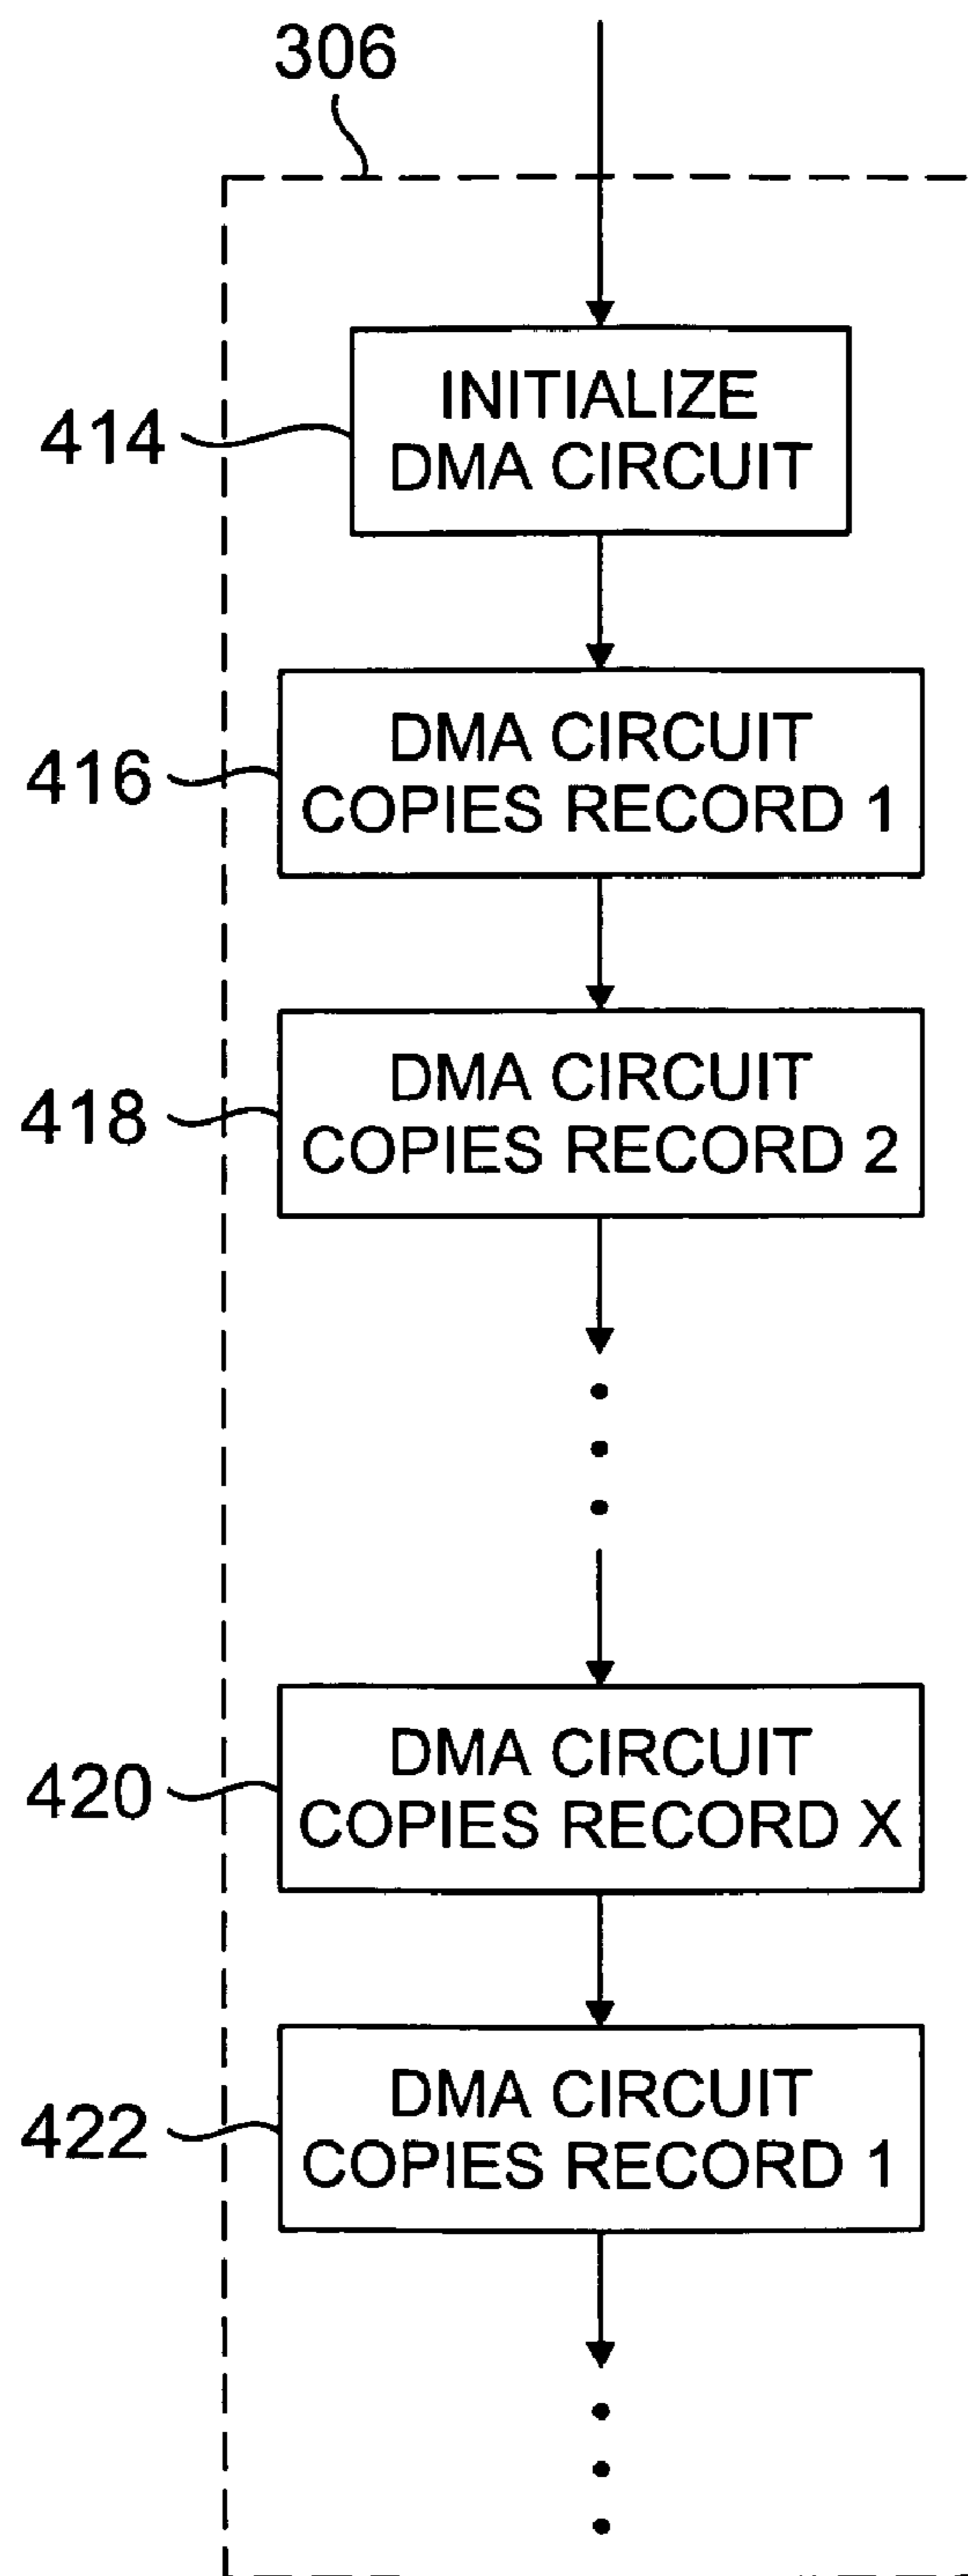 306
414
INITIALIZE
DMA CIRCUIT
416
DMA CIRCUIT
COPIES RECORD 1
418
DMA CIRCUIT
COPIES RECORD 2
420
DMA CIRCUIT
COPIES RECORD X
422
DMA CIRCUIT
COPIES RECORD 1